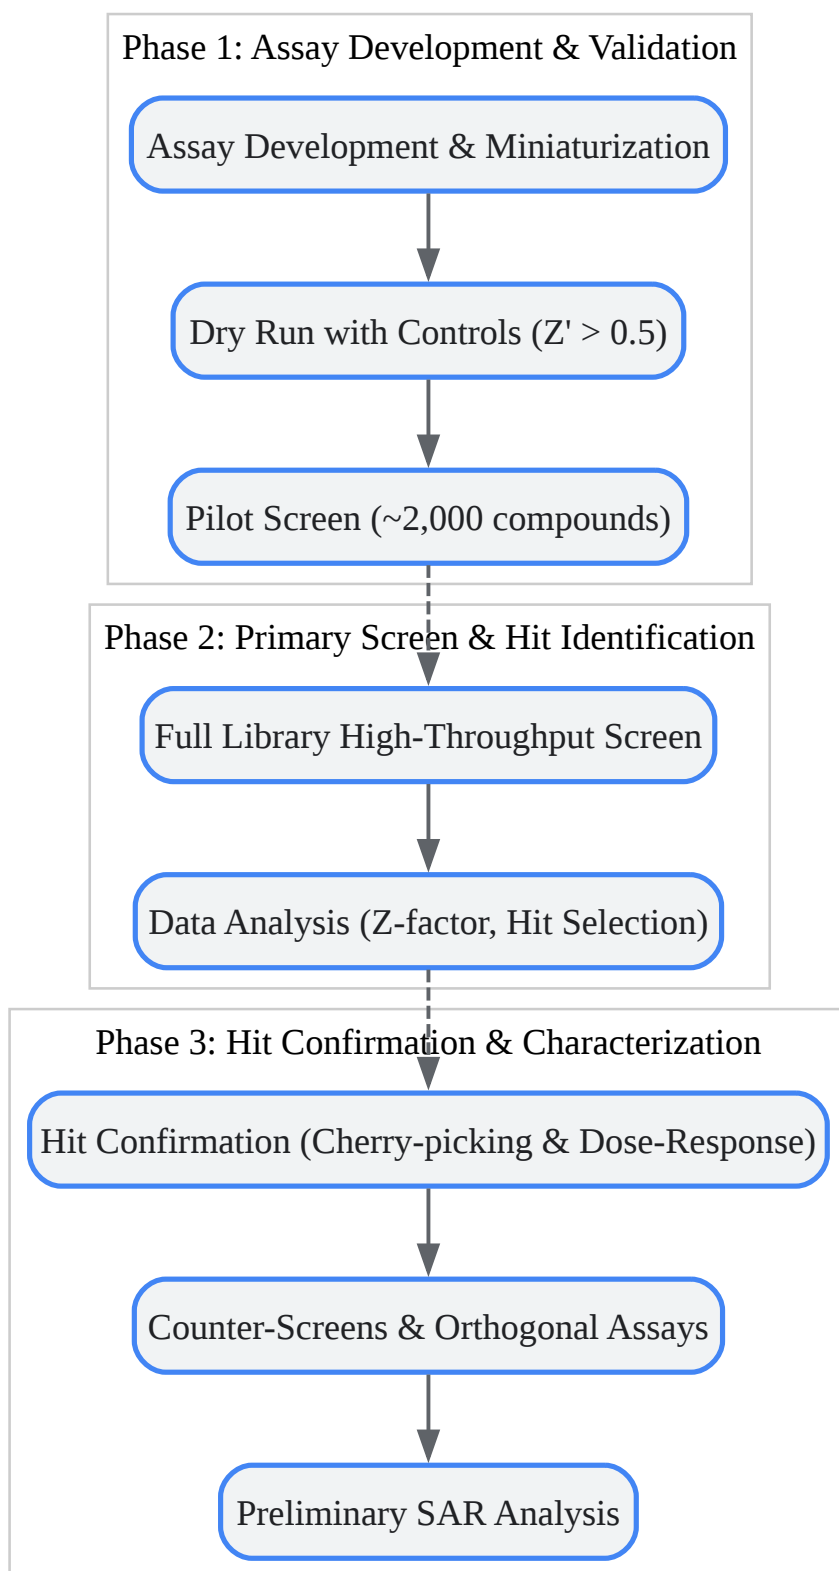 Phase 1: Assay Development & Validation
Assay Development & Miniaturization
Dry Run with Controls (Z' > 0.5)
Pilot Screen (~2,000 compounds)
Phase 2: Primary Screen & Hit Identification
Full Library High-Throughput Screen
Data Analysis (Z-factor, Hit Selection)
Phase 3: Hit Confirmation & Characterization
Hit Confirmation (Cherry-picking & Dose-Response)
Counter-Screens & Orthogonal Assays
Preliminary SAR Analysis